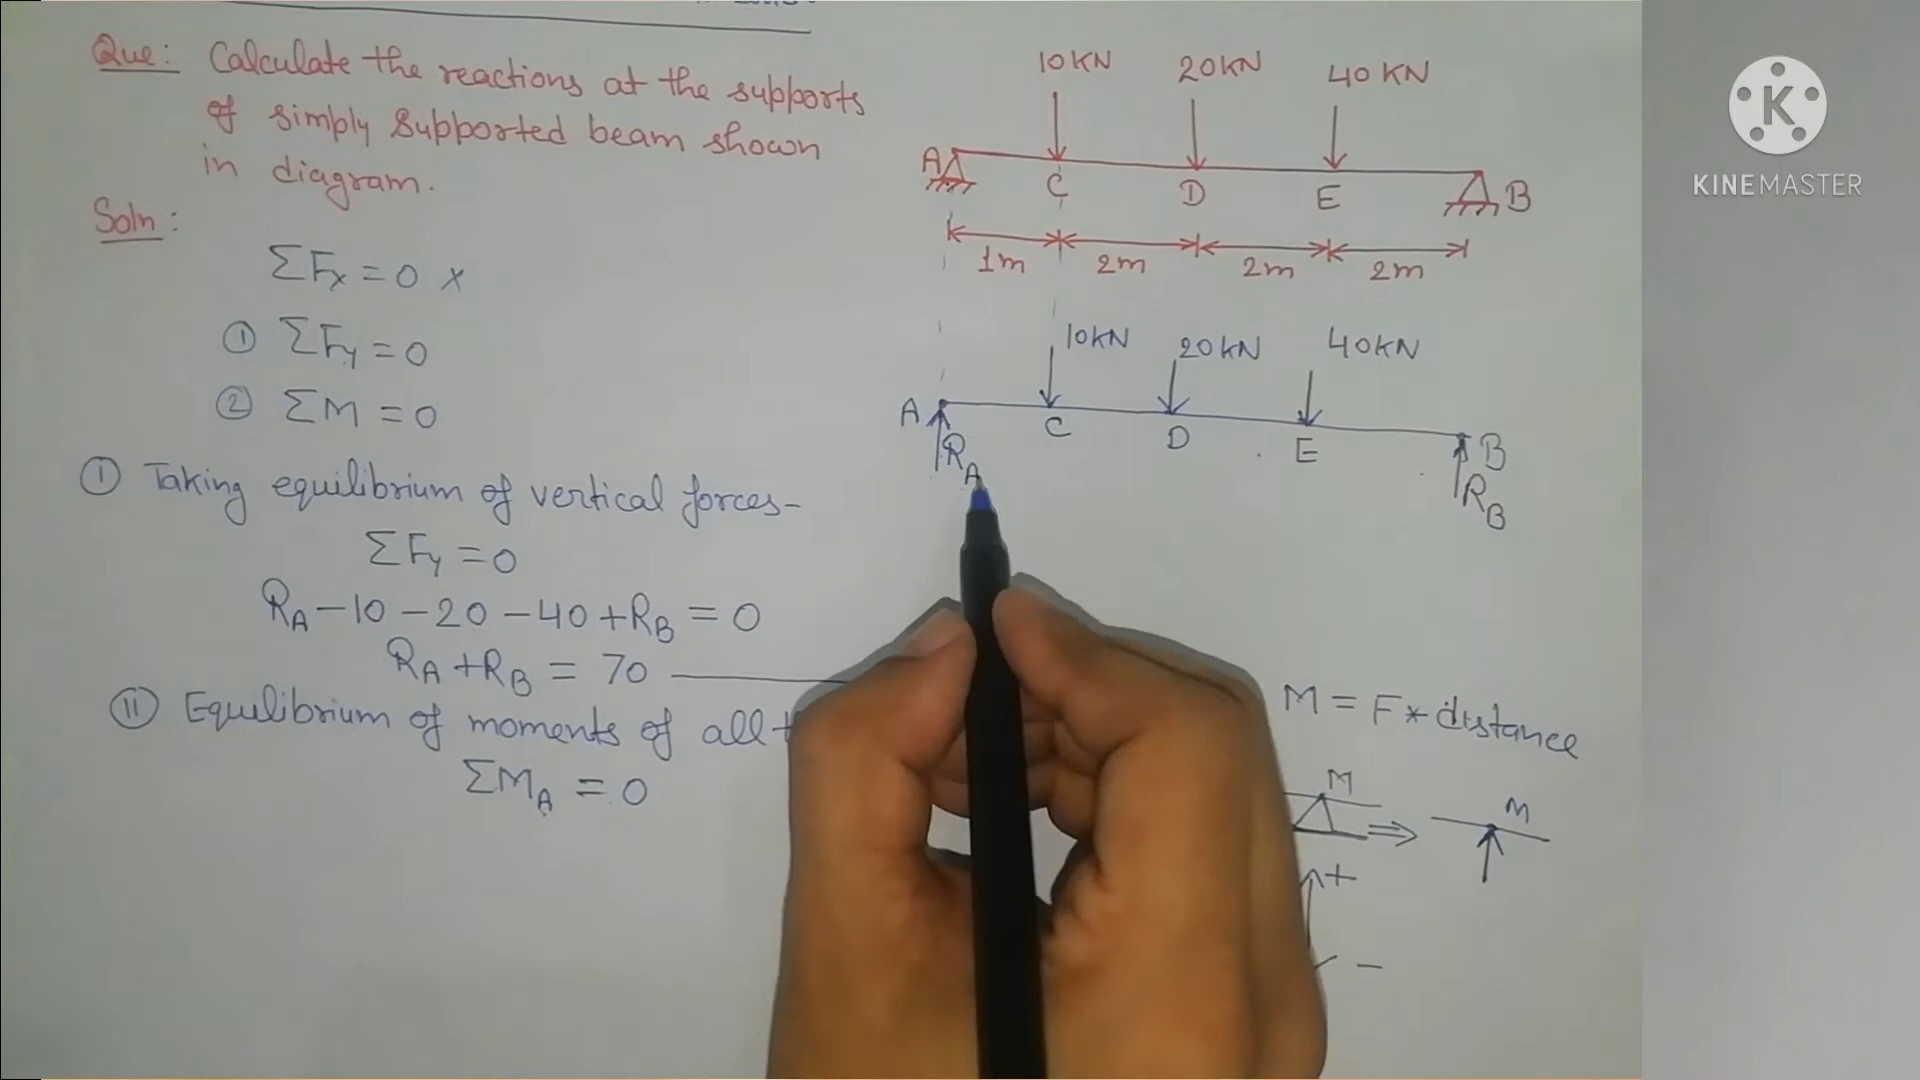 Que: Calculate the reactions at the supports
of simply supported beam shown
in diagram.
Soln:
ΣFx = 0 x
① ΣFy = 0
② ΣM = 0
Ⓘ Taking equilibrium of vertical forces-
ΣFy = 0
RA - 10 - 20 - 40 + RB = 0
RA + RB = 70
Ⅱ Equilibrium of moments of all
ΣMA = 0
10KN 20KN 40 KN
A C D E B
1m 2m 2m 2m
10KN 20KN 40KN
A C D E B
RA RB
M = F * distance
M M
+
-
K
KINEMASTER